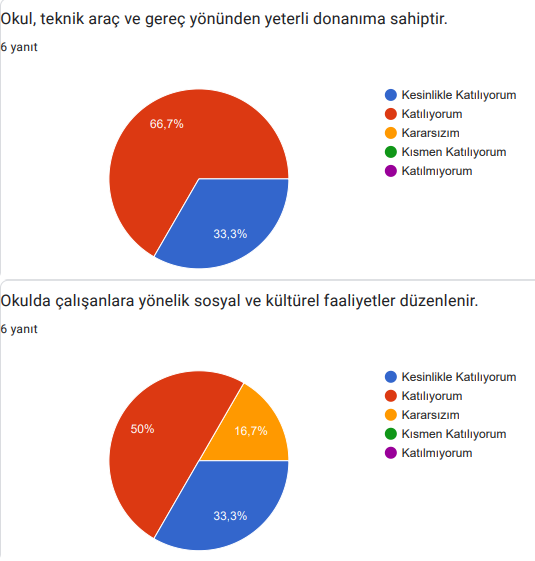 Okul, teknik araç ve gereç yönünden yeterli donanıma sahiptir.
6 yanıt
Kesinlikle Katılıyorum
Katılıyorum
Kararsızım
Kısmen Katılıyorum
Katılmıyorum
66,7%
33,3%
Okulda çalışanlara yönelik sosyal ve kültürel faaliyetler düzenlenir.
6 yanıt
Kesinlikle Katılıyorum
Katılıyorum
Kararsızım
Kısmen Katılıyorum
Katılmıyorum
50%
16,7%
33,3%